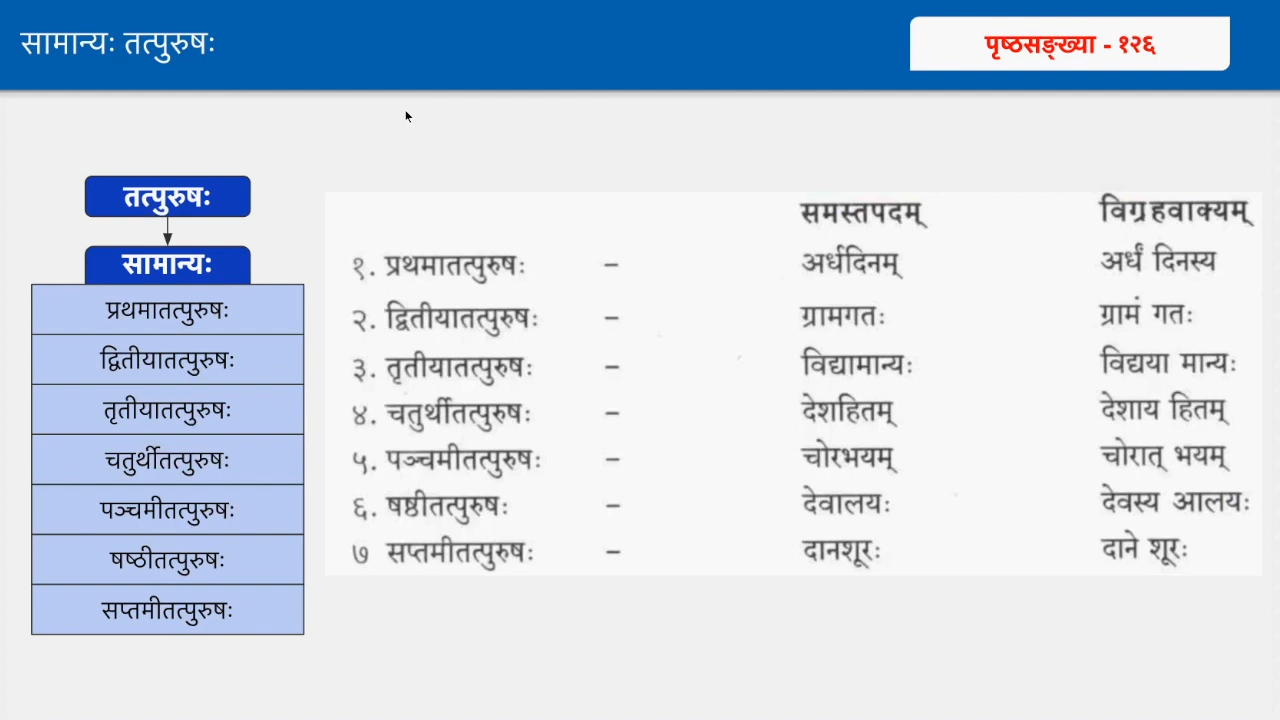 सामान्यः तत्पुरुषः
पृष्ठसङ्ख्या - १२६
तत्पुरुषः
सामान्यः
प्रथमातत्पुरुषः
द्वितीयातत्पुरुषः
तृतीयातत्पुरुषः
चतुर्थीतत्पुरुषः
पञ्चमीतत्पुरुषः
षष्ठीतत्पुरुषः
सप्तमीतत्पुरुषः
समस्तपदम् विग्रहवाक्यम्
१. प्रथमातत्पुरुषः – अर्धदिनम् अर्धं दिनस्य
२. द्वितीयातत्पुरुषः – ग्रामगतः ग्रामं गतः
३. तृतीयातत्पुरुषः – विद्यामान्यः विद्यया मान्यः
४. चतुर्थीतत्पुरुषः – देशहितम् देशाय हितम्
५. पञ्चमीतत्पुरुषः – चोरभयम् चोरात् भयम्
६. षष्ठीतत्पुरुषः – देवालयः देवस्य आलयः
७ सप्तमीतत्पुरुषः – दानशूरः दाने शूरः